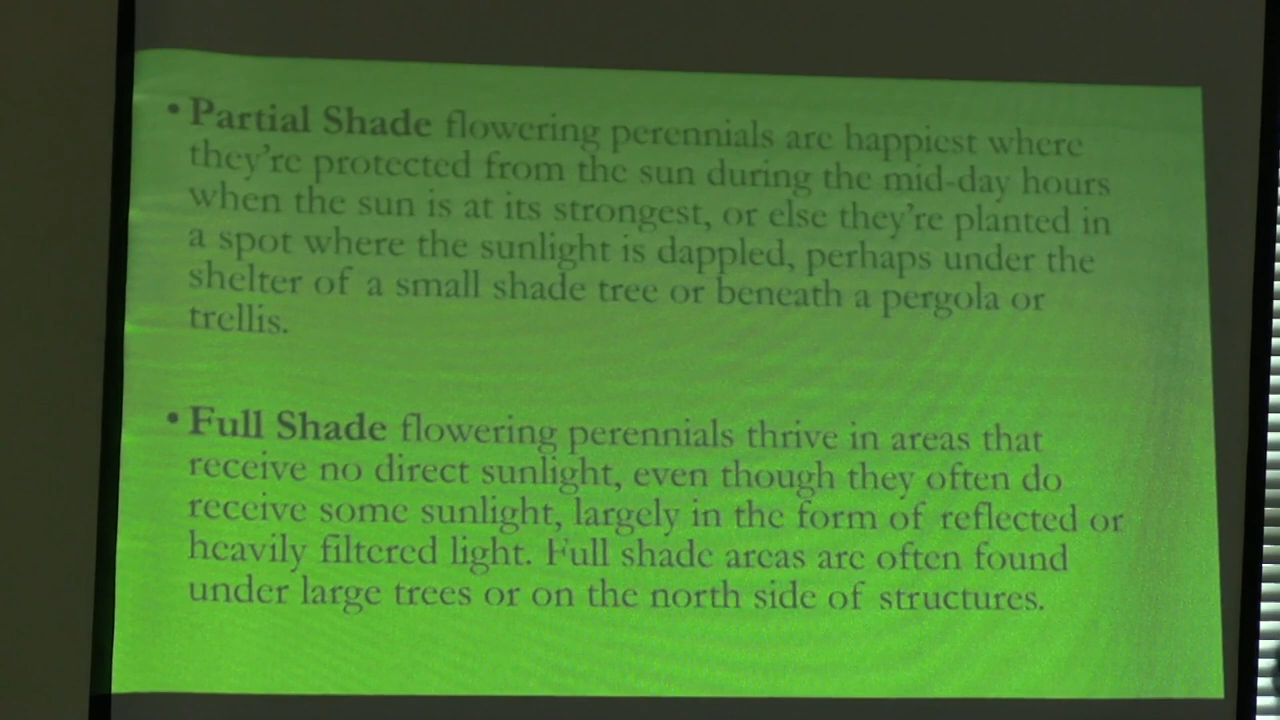 • Partial Shade flowering perennials are happiest where
they're protected from the sun during the mid-day hours
when the sun is at its strongest, or else they're planted in
a spot where the sunlight is dappled, perhaps under the
shelter of a small shade tree or beneath a pergola or
trellis.
• Full Shade flowering perennials thrive in areas that
receive no direct sunlight, even though they often do
receive some sunlight, largely in the form of reflected or
heavily filtered light. Full shade areas are often found
under large trees or on the north side of structures.